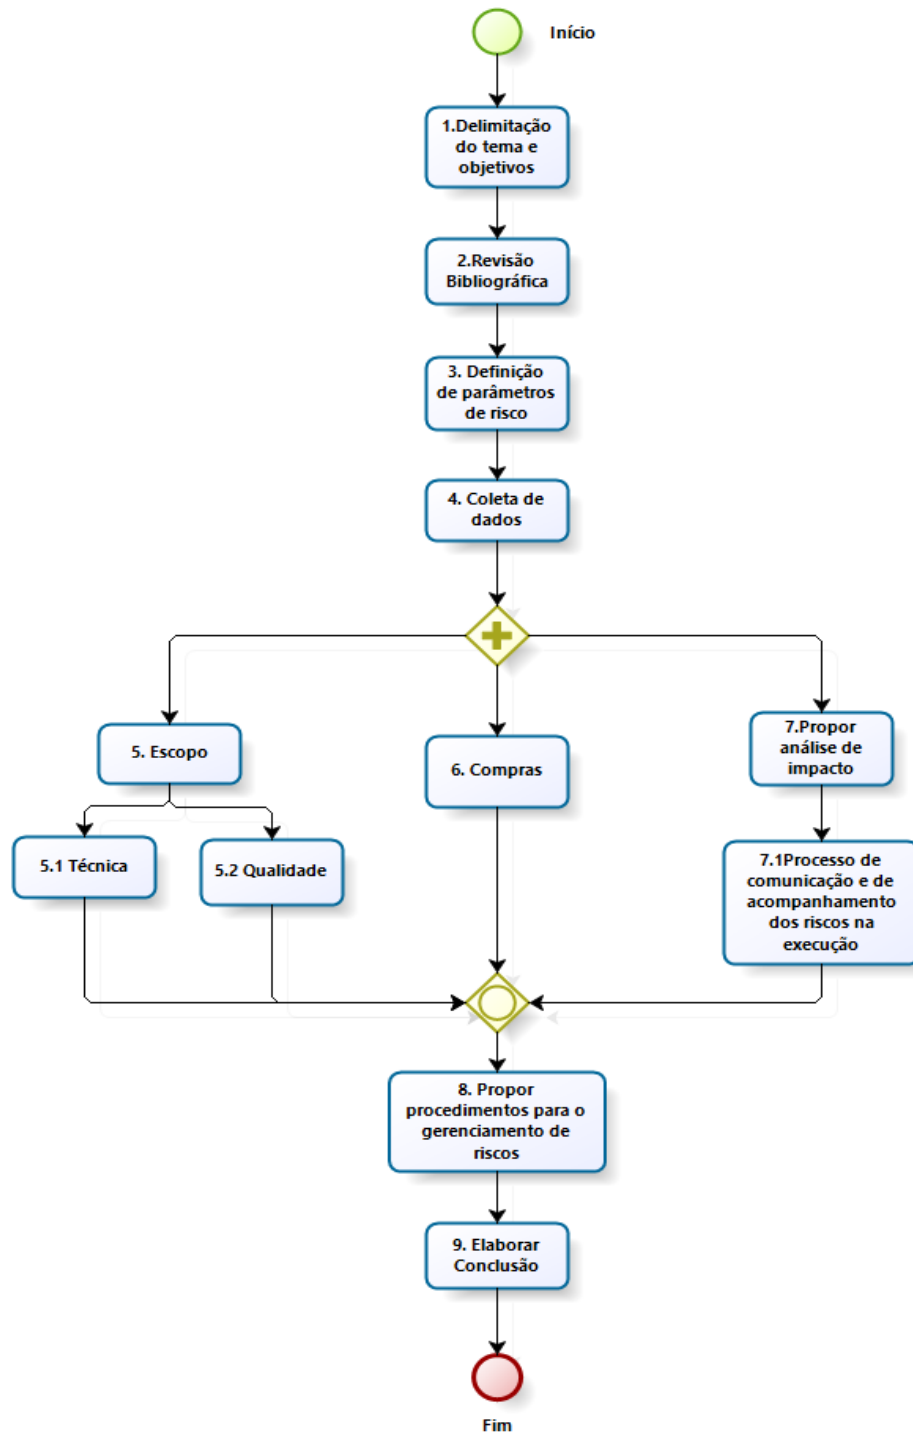 Início
1.Delimitação
do tema e
objetivos
2.Revisão
Bibliográfica
3. Definição
de parâmetros
de risco
4. Coleta de
dados
5. Escopo
6. Compras
7.Propor
análise de
impacto
5.1 Técnica
5.2 Qualidade
7.1Processo de
comunicação e de
acompanhamento
dos riscos na
execução
8. Propor
procedimentos para o
gerenciamento de
riscos
9. Elaborar
Conclusão
Fim